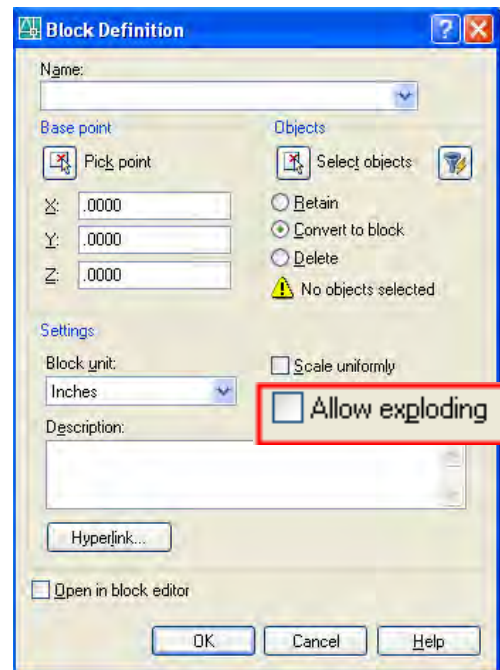 Block Definition
Name:
Base point
Pick point
X: .0000
Y: .0000
Z: .0000
Objects
Select objects
Retain
Convert to block
Delete
No objects selected
Settings
Block unit:
Inches
Scale uniformly
Allow exploding
Description:
Hyperlink...
Open in block editor
OK Cancel Help